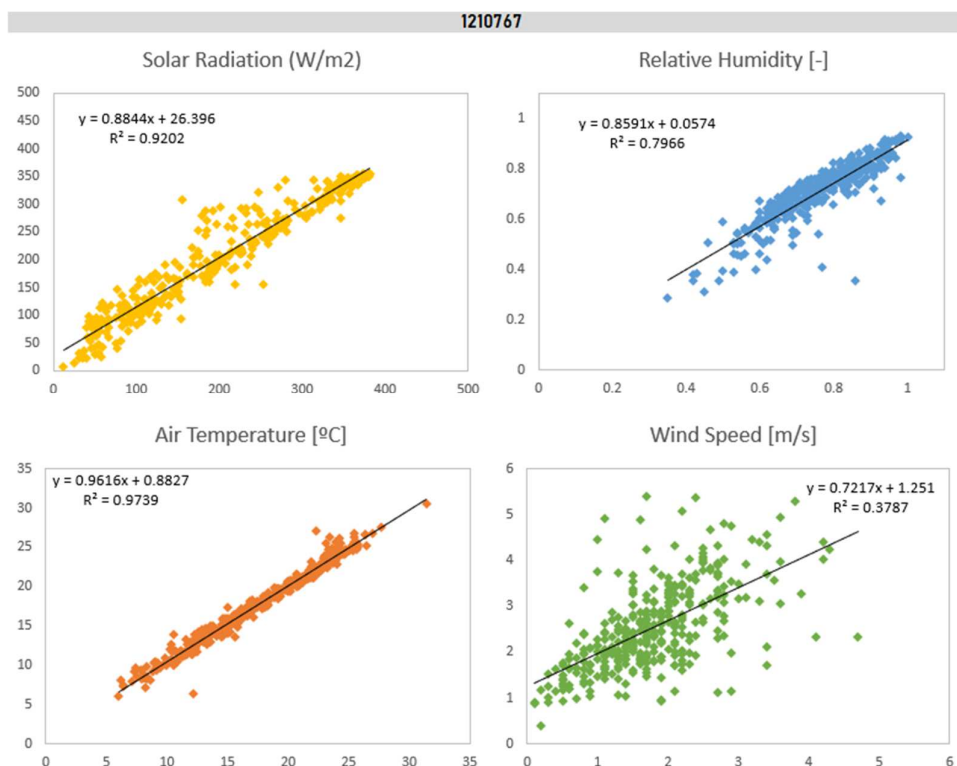 1210767
Solar Radiation (W/m2)
500
450
400
350
300
250
200
150
100
50
0
y = 0.8844x + 26.396
R² = 0.9202
0 100 200 300 400 500
Relative Humidity [-]
1
0.8
0.6
0.4
0.2
0
y = 0.8591x + 0.0574
R² = 0.7966
0 0.2 0.4 0.6 0.8 1
Air Temperature [ºC]
35
30
25
20
15
10
5
0
y = 0.9616x + 0.8827
R² = 0.9739
0 5 10 15 20 25 30 35
Wind Speed [m/s]
6
5
4
3
2
1
0
y = 0.7217x + 1.251
R² = 0.3787
0 1 2 3 4 5 6